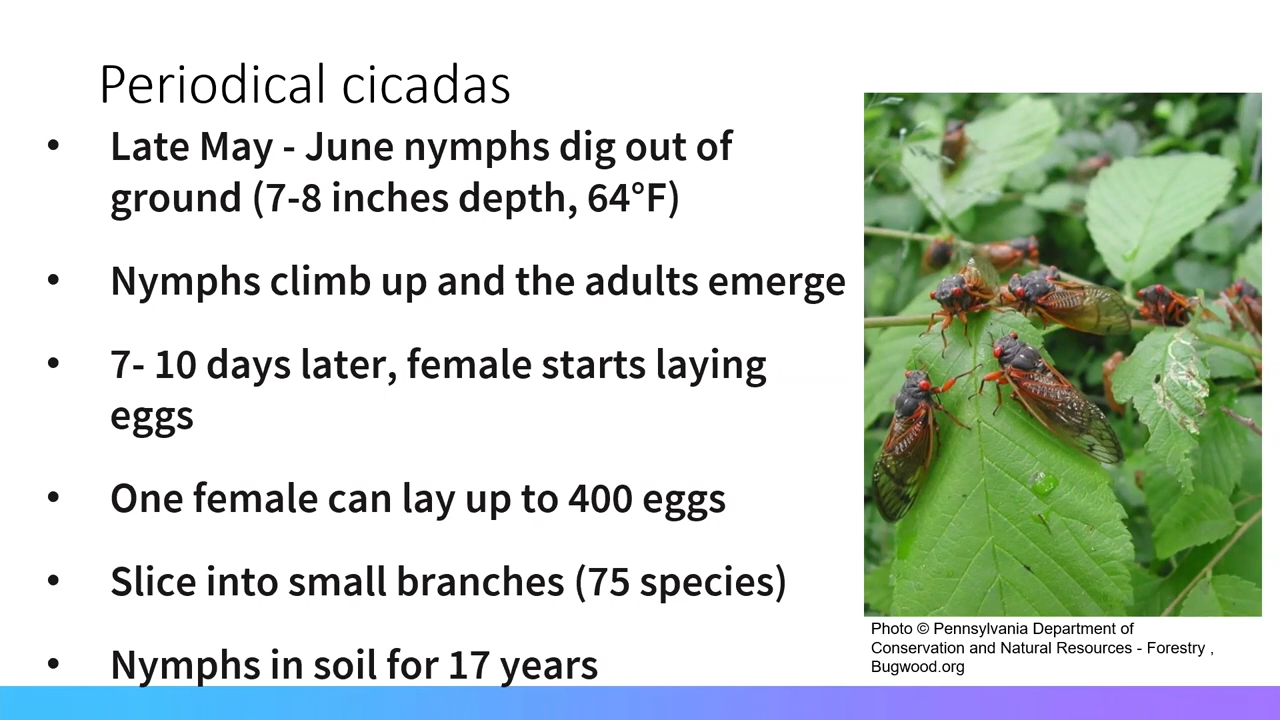 Periodical cicadas
• Late May - June nymphs dig out of
ground (7-8 inches depth, 64°F)
• Nymphs climb up and the adults emerge
• 7- 10 days later, female starts laying
eggs
• One female can lay up to 400 eggs
• Slice into small branches (75 species)
• Nymphs in soil for 17 years
Photo © Pennsylvania Department of
Conservation and Natural Resources - Forestry ,
Bugwood.org